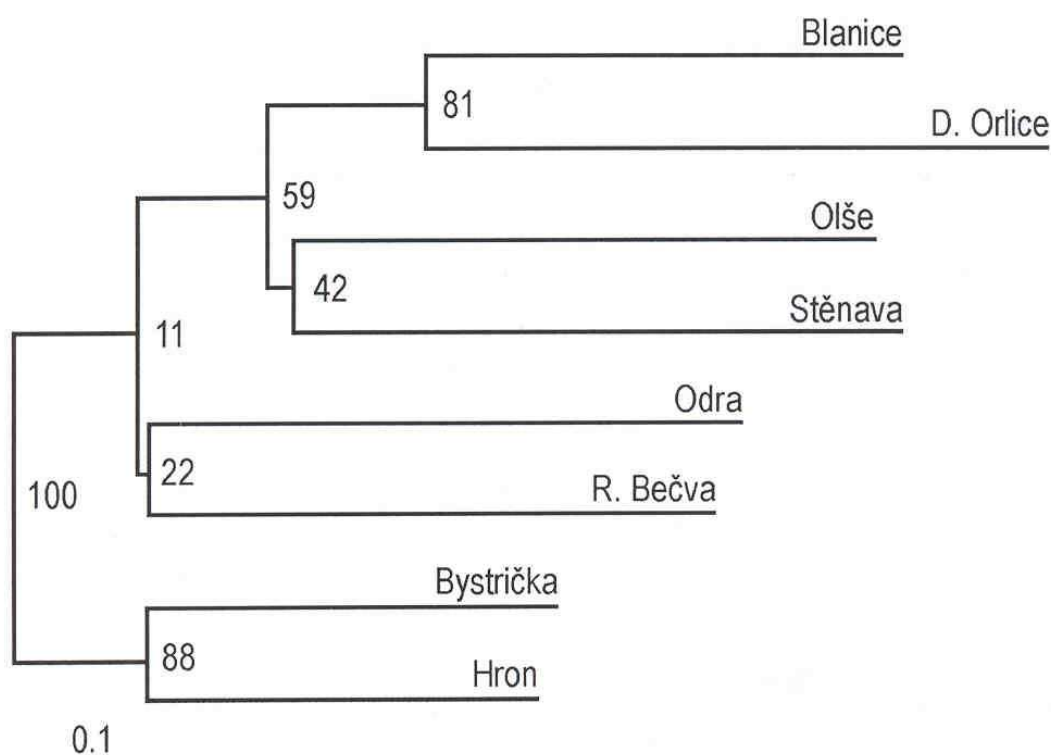 Blanice
81
D. Orlice
59
Olše
42
Stěnava
11
Odra
22
R. Bečva
100
Bystrička
88
Hron
0.1